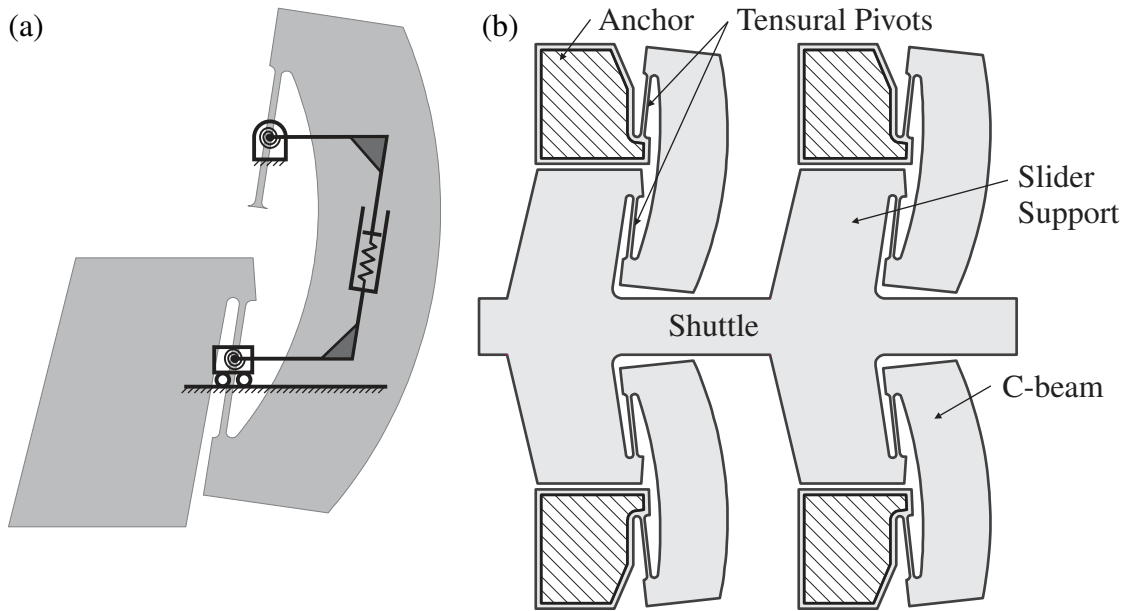 (a)
(b)
Anchor
Tensural Pivots
Slider
Support
Shuttle
C-beam